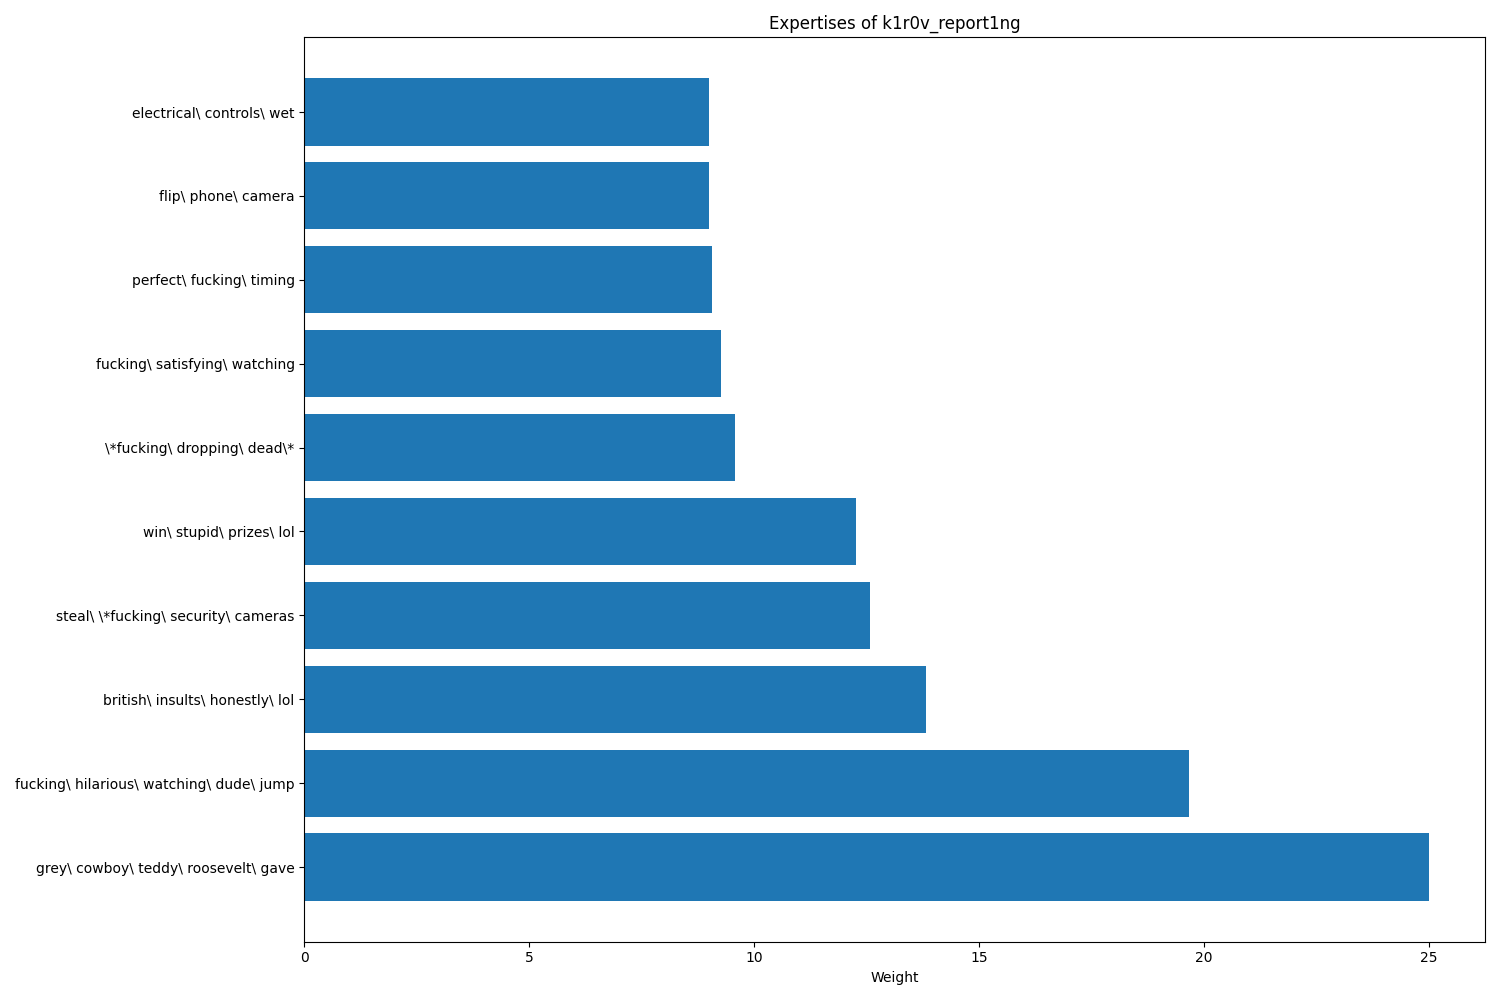 Expertises of k1r0v_report1ng
electrical\ controls\ wet
flip\ phone\ camera
perfect\ fucking\ timing
fucking\ satisfying\ watching
\*fucking\ dropping\ dead\*
win\ stupid\ prizes\ lol
steal\ \*fucking\ security\ cameras
british\ insults\ honestly\ lol
fucking\ hilarious\ watching\ dude\ jump
grey\ cowboy\ teddy\ roosevelt\ gave
0 5 10 15 20 25
Weight